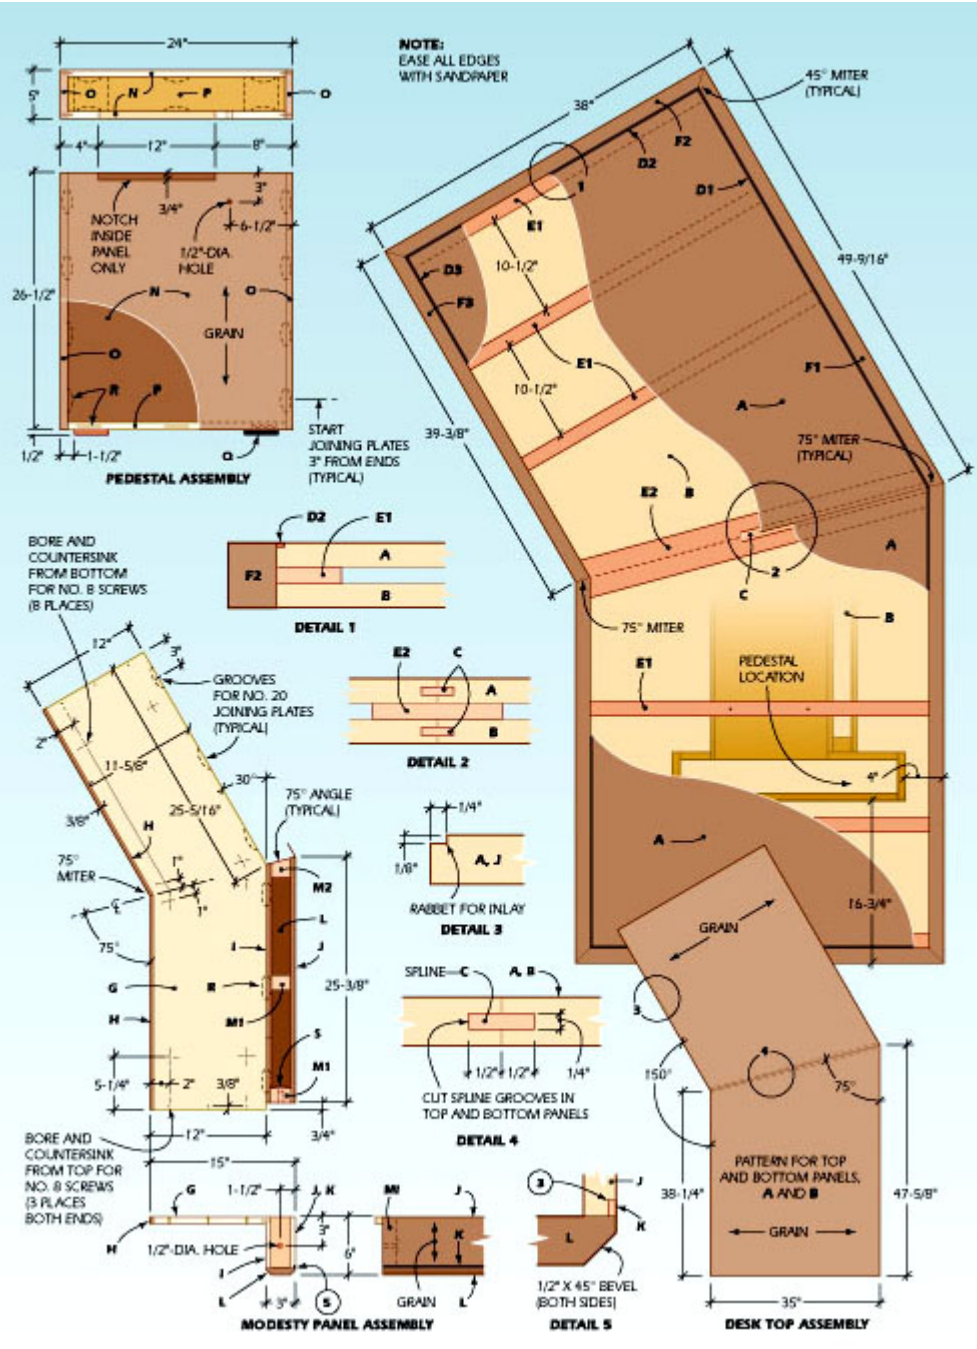 24"
NOTE:
EASE ALL EDGES
WITH SANDPAPER
5"
O
N
P
O
4"
12"
8"
3/4"
3"
NOTCH
INSIDE
PANEL
ONLY
1/2"-DIA.
HOLE
6-1/2"
26-1/2"
N
O
GRAIN
O
R
P
START
JOINING PLATES
3" FROM ENDS
(TYPICAL)
1/2"
1-1/2"
Q
PEDESTAL ASSEMBLY
38"
45° MITER
(TYPICAL)
F2
D2
D1
1
E1
10-1/2"
D3
F3
49-9/16"
E1
10-1/2"
F1
A
39-3/8"
75° MITER
(TYPICAL)
B
E2
2
A
C
75° MITER
B
E1
PEDESTAL
LOCATION
4"
A
16-3/4"
D2
E1
F2
A
B
DETAIL 1
E2
C
A
B
DETAIL 2
1/4"
1/8"
A, J
RABBET FOR INLAY
DETAIL 3
SPLINE C
A, B
1/2"
1/2"
1/4"
CUT SPLINE GROOVES IN
TOP AND BOTTOM PANELS
DETAIL 4
BORE AND
COUNTERSINK
FROM BOTTOM
FOR NO. 8 SCREWS
(8 PLACES)
12"
3"
GROOVES
FOR NO. 20
JOINING PLATES
(TYPICAL)
2"
11-5/8"
30°
75° ANGLE
(TYPICAL)
25-5/16"
3/8"
H
75°
MITER
1"
1"
75°
M2
L
I
J
G
R
25-3/8"
H
M1
S
M1
5-1/4"
2"
3/8"
12"
3/4"
BORE AND
COUNTERSINK
FROM TOP FOR
NO. 8 SCREWS
(3 PLACES
BOTH ENDS)
15"
1-1/2"
J, K
G
3"
6"
H
1/2"-DIA. HOLE
I
L
3"
5
MI
J
K
GRAIN
L
MODESTY PANEL ASSEMBLY
3
J
K
L
1/2" X 45° BEVEL
(BOTH SIDES)
DETAIL 5
GRAIN
3
4
150°
75°
PATTERN FOR TOP
AND BOTTOM PANELS,
A AND B
38-1/4"
47-5/8"
GRAIN
35"
DESK TOP ASSEMBLY